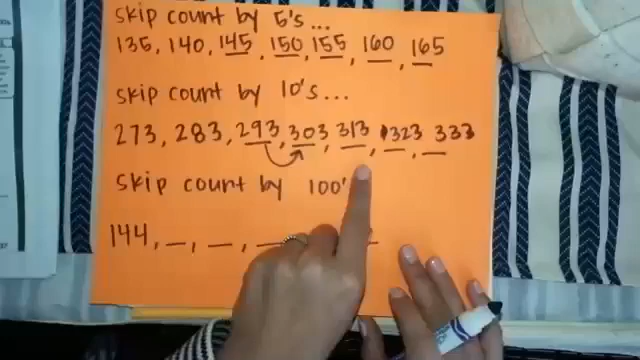 skip count by 5's...
135, 140, 145, 150, 155, 160, 165
skip count by 10's...
273, 283, 293, 303, 313, 323, 333
skip count by 100'
144, _, _, _